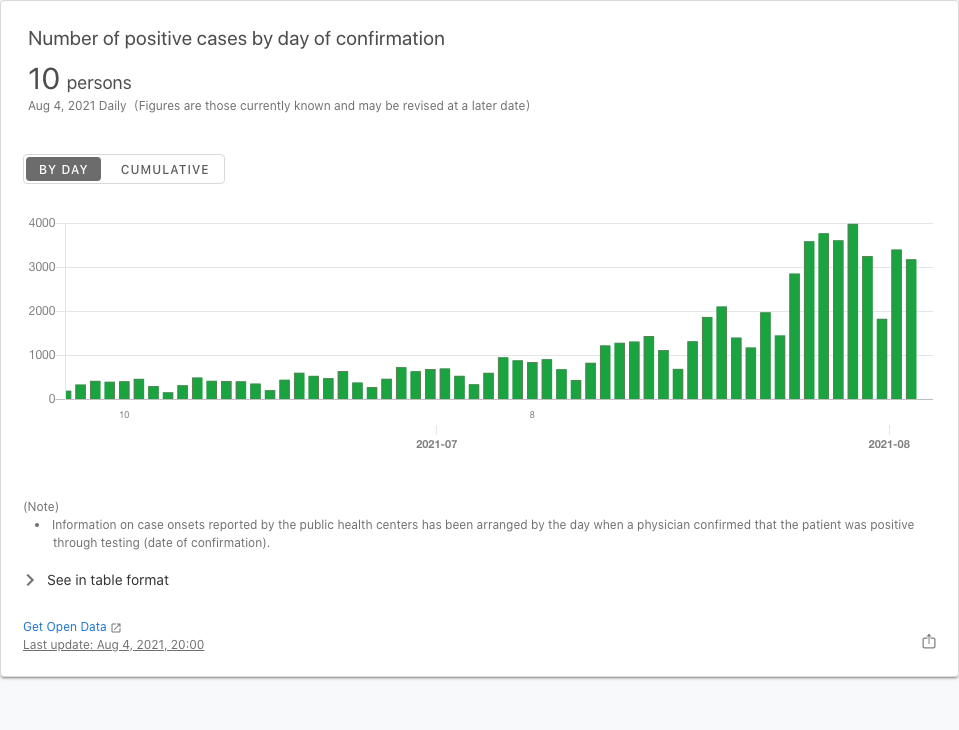 Number of positive cases by day of confirmation
10 persons
Aug 4, 2021 Daily (Figures are those currently known and may be revised at a later date)
BY DAY CUMULATIVE
4000
3000
2000
1000
0
10 8
2021-07 2021-08
(Note)
• Information on case onsets reported by the public health centers has been arranged by the day when a physician confirmed that the patient was positive
through testing (date of confirmation).
See in table format
Get Open Data
Last update: Aug 4, 2021, 20:00